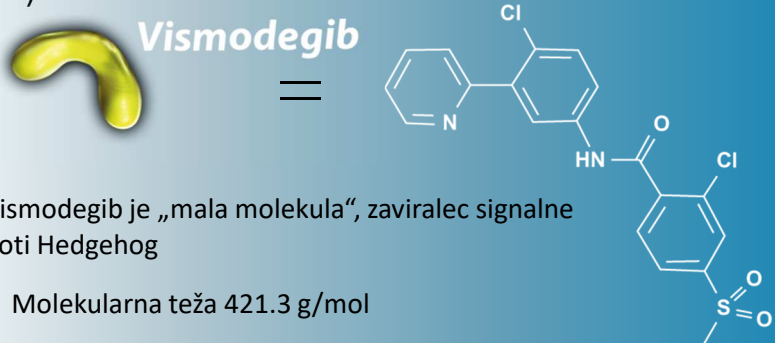 Vismodegib
=
Cl
N
HN
O
Cl
S
O
O
ismodegib je „mala molekula“, zaviralec signalne
oti Hedgehog
Molekularna teža 421.3 g/mol